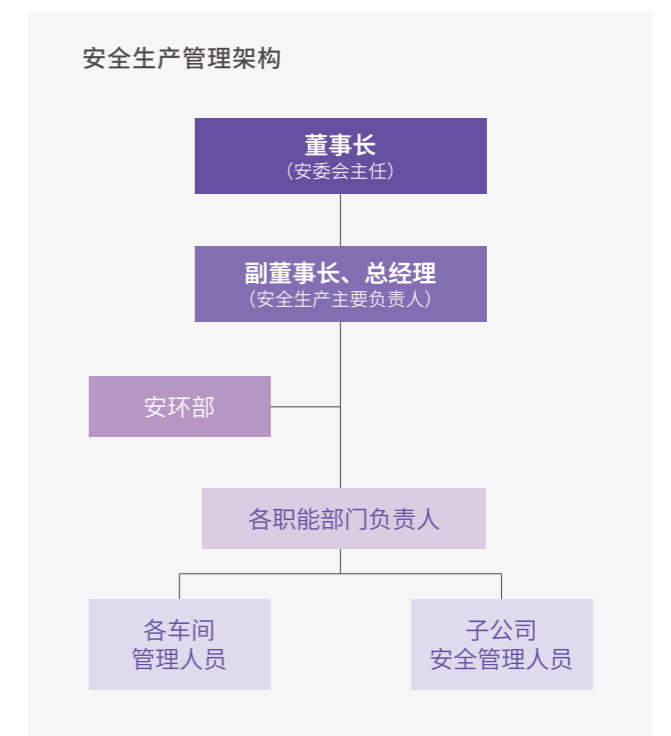 安全生产管理架构
董事长
（安委会主任）
副董事长、总经理
（安全生产主要负责人）
安环部
各职能部门负责人
各车间
管理人员
子公司
安全管理人员